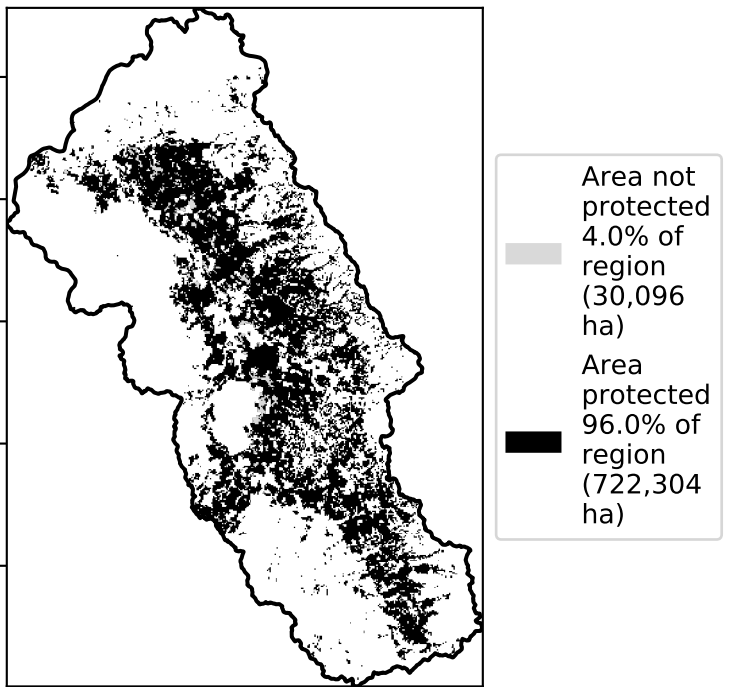 Area not
protected
4.0% of
region
(30,096
ha)
Area
protected
96.0% of
region
(722,304
ha)